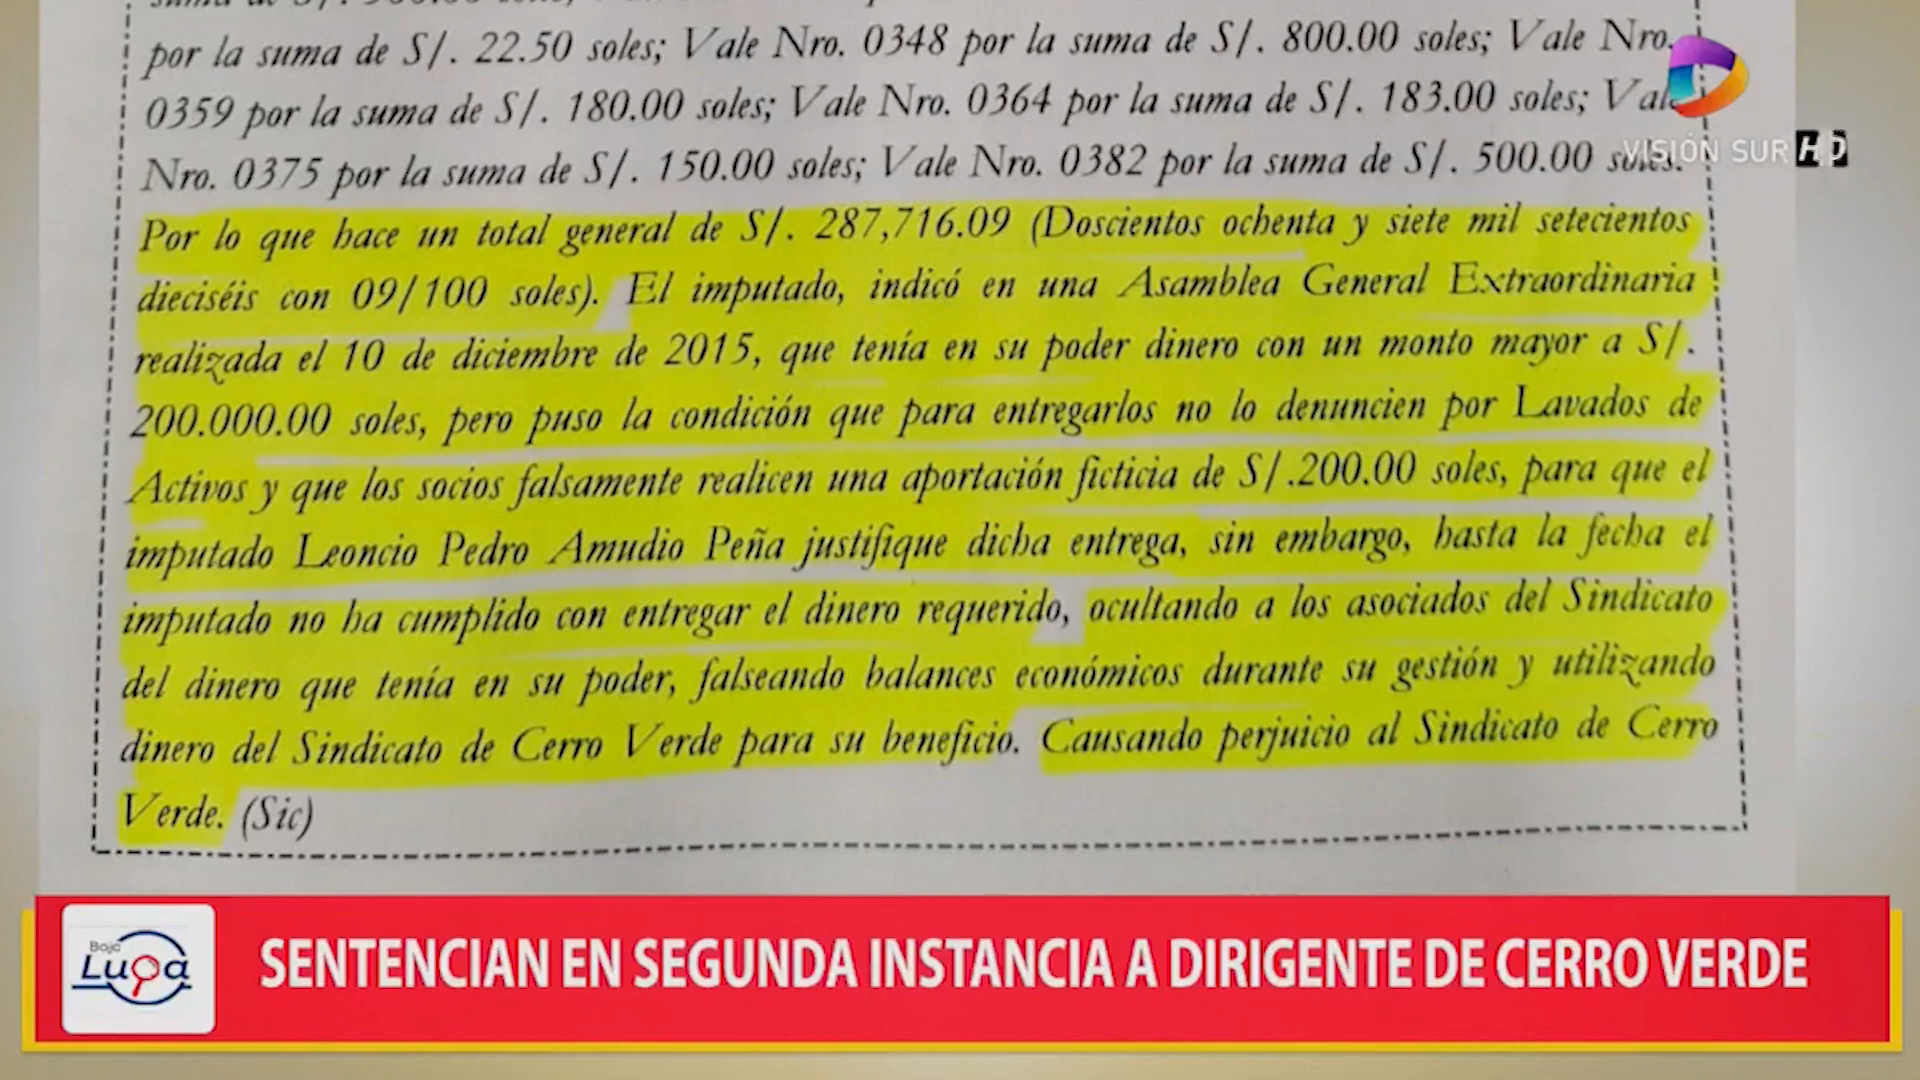 por la suma de S/. 22.50 soles; Vale Nro. 0348 por la suma de S/. 800.00 soles; Vale Nro.
0359 por la suma de S/. 180.00 soles; Vale Nro. 0364 por la suma de S/. 183.00 soles; Vale
Nro. 0375 por la suma de S/. 150.00 soles; Vale Nro. 0382 por la suma de S/. 500.00 soles.
VISIÓN SUR HD
Por lo que hace un total general de S/. 287,716.09 (Doscientos ochenta y siete mil setecientos
dieciséis con 09/100 soles). El imputado, indicó en una Asamblea General Extraordinaria
realizada el 10 de diciembre de 2015, que tenía en su poder dinero con un monto mayor a S/.
200.000.00 soles, pero puso la condición que para entregarlos no lo denuncien por Lavados de
Activos y que los socios falsamente realicen una aportación ficticia de S/.200.00 soles, para que el
imputado Leoncio Pedro Amudio Peña justifique dicha entrega, sin embargo, hasta la fecha el
imputado no ha cumplido con entregar el dinero requerido, ocultando a los asociados del Sindicato
del dinero que tenía en su poder, falseando balances económicos durante su gestión y utilizando
dinero del Sindicato de Cerro Verde para su beneficio. Causando perjuicio al Sindicato de Cerro
Verde. (Sic)
Bajo
Lupa
SENTENCIAN EN SEGUNDA INSTANCIA A DIRIGENTE DE CERRO VERDE